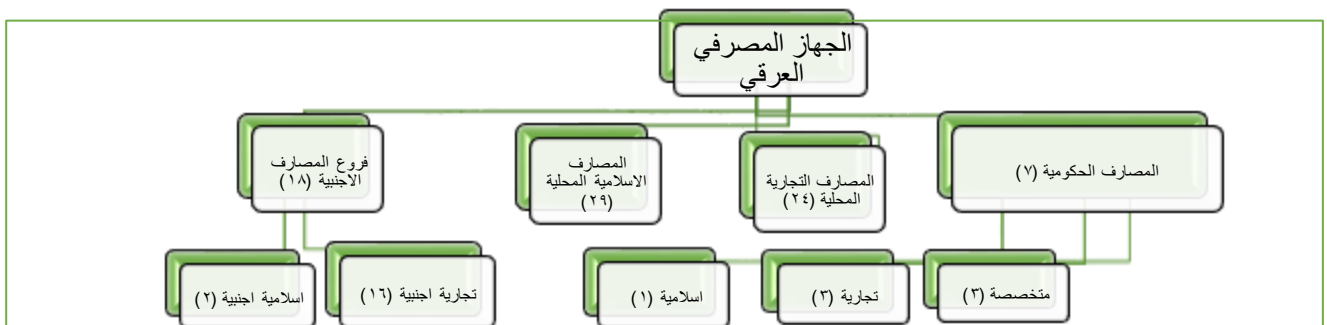 الجهاز المصرفي
العرقي
المصارف الحكومية (٧)
المصارف التجارية
المحلية (٢٤)
المصارف
الاسلامية المحلية
(٢٩)
فروع المصارف
الاجنبية (١٨)
متخصصة (٣)
تجارية (٣)
اسلامية (١)
تجارية اجنبية (١٦)
اسلامية اجنبية (٢)